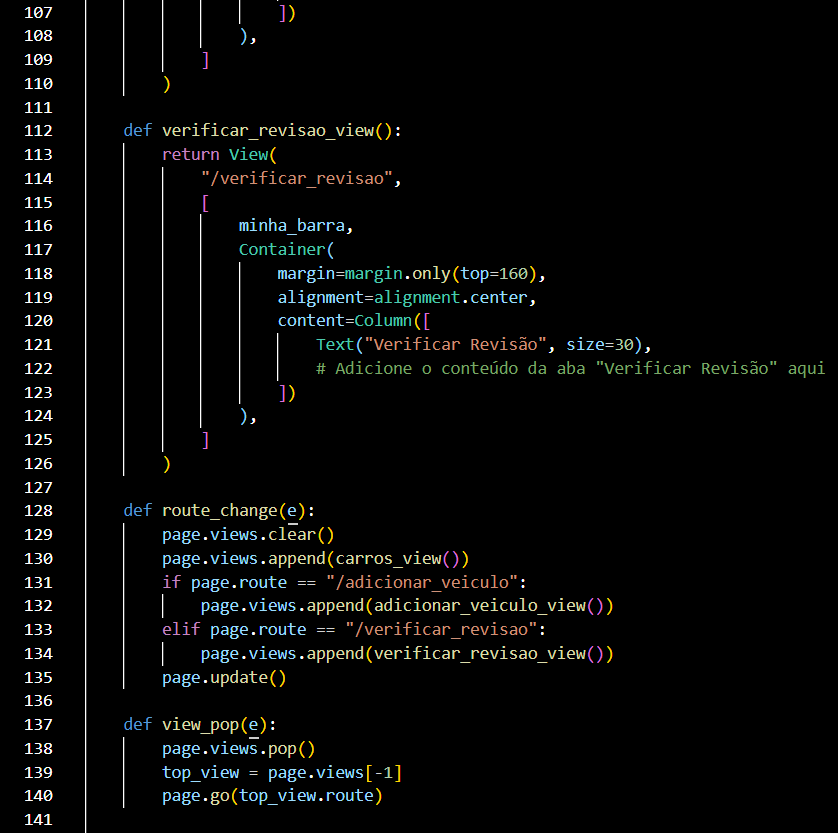 107 ])
108 ),
109 ]
110 )
111
112 def verificar_revisao_view():
113 return View(
114 "/verificar_revisao",
115 [
116 minha_barra,
117 Container(
118 margin=margin.only(top=160),
119 alignment=alignment.center,
120 content=Column([
121 Text("Verificar Revisão", size=30),
122 # Adicione o conteúdo da aba "Verificar Revisão" aqui
123 ])
124 ),
125 ]
126 )
127
128 def route_change(e):
129 page.views.clear()
130 page.views.append(carros_view())
131 if page.route == "/adicionar_veiculo":
132 page.views.append(adicionar_veiculo_view())
133 elif page.route == "/verificar_revisao":
134 page.views.append(verificar_revisao_view())
135 page.update()
136
137 def view_pop(e):
138 page.views.pop()
139 top_view = page.views[-1]
140 page.go(top_view.route)
141